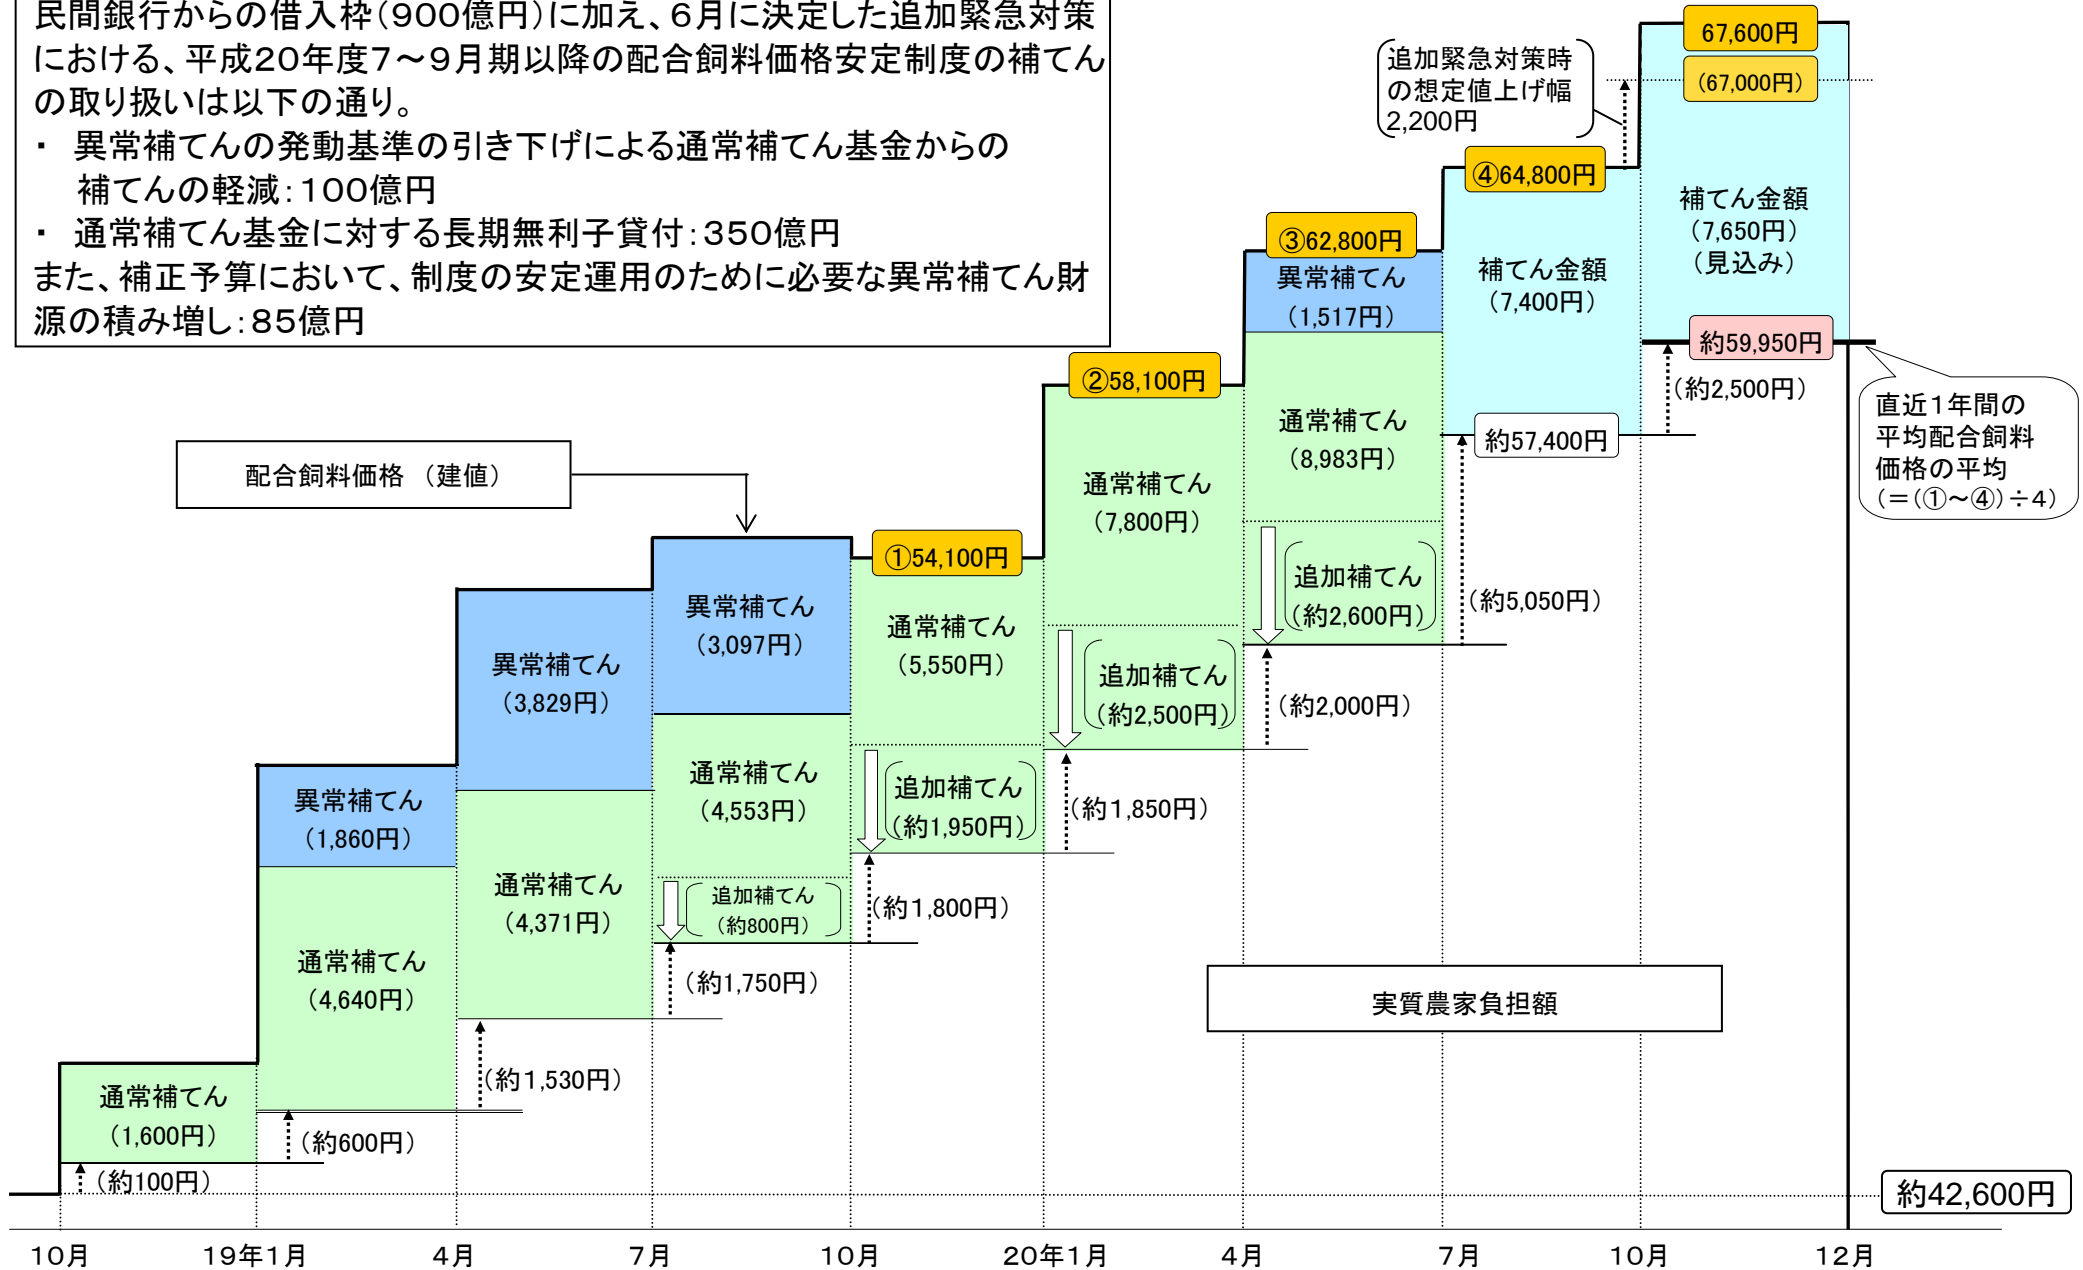 民間銀行からの借入枠（９００億円）に加え、６月に決定した追加緊急対策
における、平成２０年度７～９月期以降の配合飼料価格安定制度の補てん
の取り扱いは以下の通り。
・　異常補てんの発動基準の引き下げによる通常補てん基金からの
補てんの軽減：１００億円
・　通常補てん基金に対する長期無利子貸付：３５０億円
また、補正予算において、制度の安定運用のために必要な異常補てん財
源の積み増し：８５億円
追加緊急対策時
の想定値上げ幅
2,200円
67,600円
（67,000円）
④64,800円
補てん金額
（7,650円）
（見込み）
③62,800円
異常補てん
（1,517円）
補てん金額
（7,400円）
約59,950円
②58,100円
（約2,500円）
直近１年間の
平均配合飼料
価格の平均
（＝（①～④）÷４）
通常補てん
（8,983円）
約57,400円
配合飼料価格　（建値）
通常補てん
（7,800円）
①54,100円
追加補てん
（約2,600円）
（約5,050円）
異常補てん
（3,097円）
通常補てん
（5,550円）
異常補てん
（3,829円）
追加補てん
（約2,500円）
（約2,000円）
通常補てん
（4,553円）
追加補てん
（約1,950円）
（約１,850円）
異常補てん
（1,860円）
通常補てん
（4,371円）
追加補てん
（約800円）
（約1,800円）
通常補てん
（4,640円）
（約1,750円）
実質農家負担額
通常補てん
（1,600円）
（約1,530円）
（約600円）
（約100円）
約42,600円
１０月
１９年１月
４月
７月
１０月
２０年１月
４月
７月
１０月
１２月